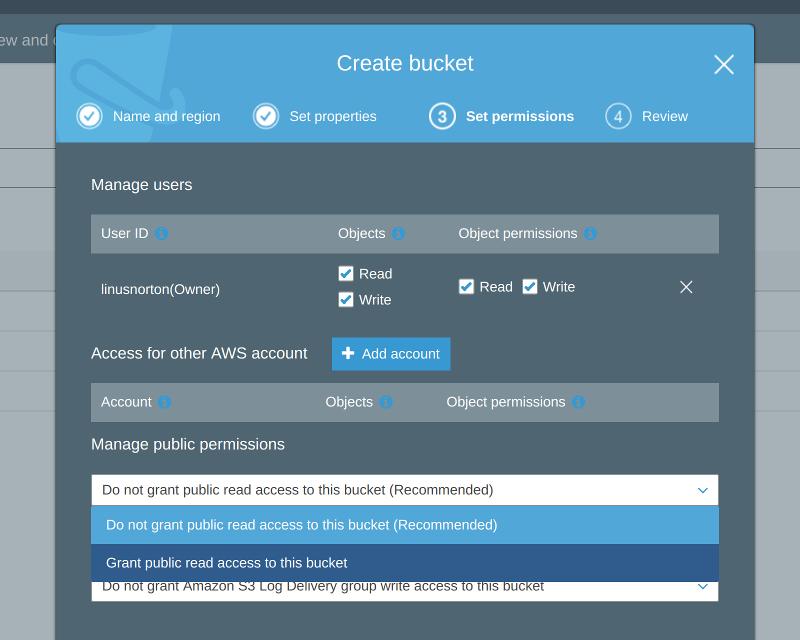 ew and
Create bucket
Name and region
Set properties
3 Set permissions
4 Review
Manage users
User ID Objects Object permissions
linusnorton(Owner)
Read
Write
Read Write
Access for other AWS account
Add account
Account Objects Object permissions
Manage public permissions
Do not grant public read access to this bucket (Recommended)
Do not grant public read access to this bucket (Recommended)
Grant public read access to this bucket
Do not grant Amazon S3 Log Delivery group write access to this bucket